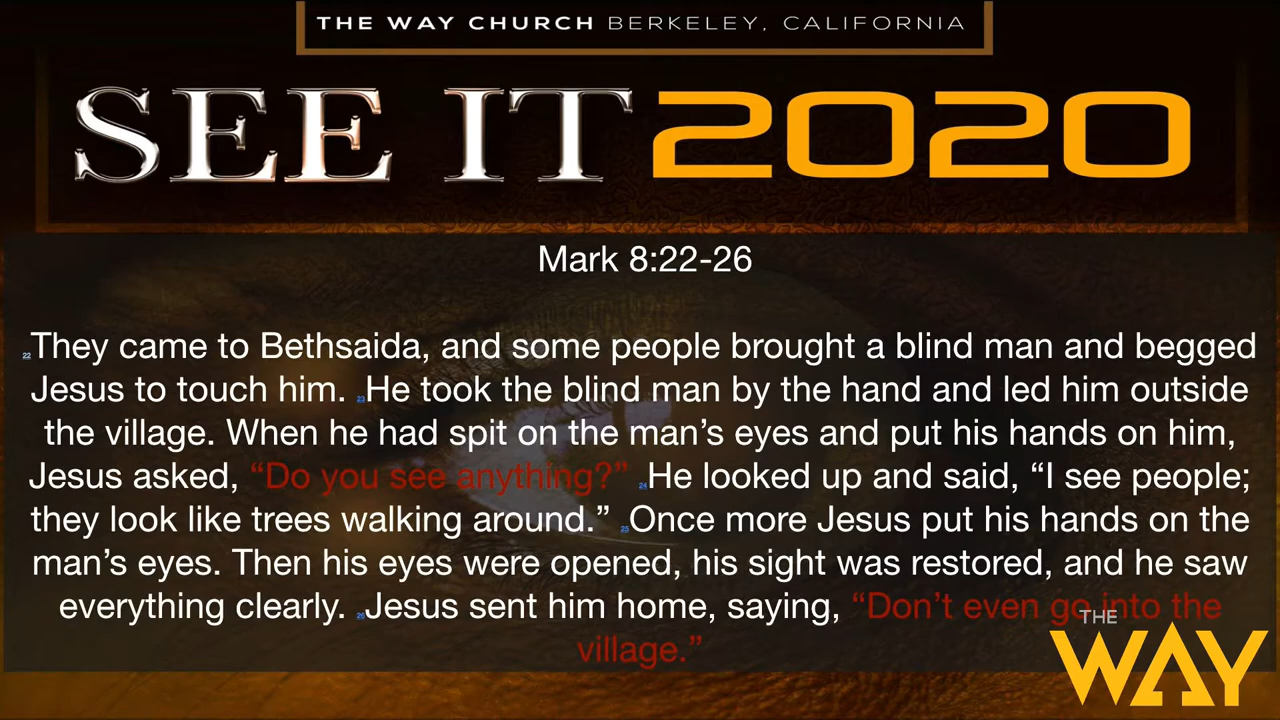 THE WAY CHURCH BERKELEY, CALIFORNIA
SEE IT 2020
Mark 8:22-26
22They came to Bethsaida, and some people brought a blind man and begged
Jesus to touch him. 23He took the blind man by the hand and led him outside
the village. When he had spit on the man’s eyes and put his hands on him,
Jesus asked, “Do you see anything?” 24He looked up and said, “I see people;
they look like trees walking around.” 25Once more Jesus put his hands on the
man’s eyes. Then his eyes were opened, his sight was restored, and he saw
everything clearly. 26Jesus sent him home, saying, “Don’t even go into the
village.”
THE
WAY